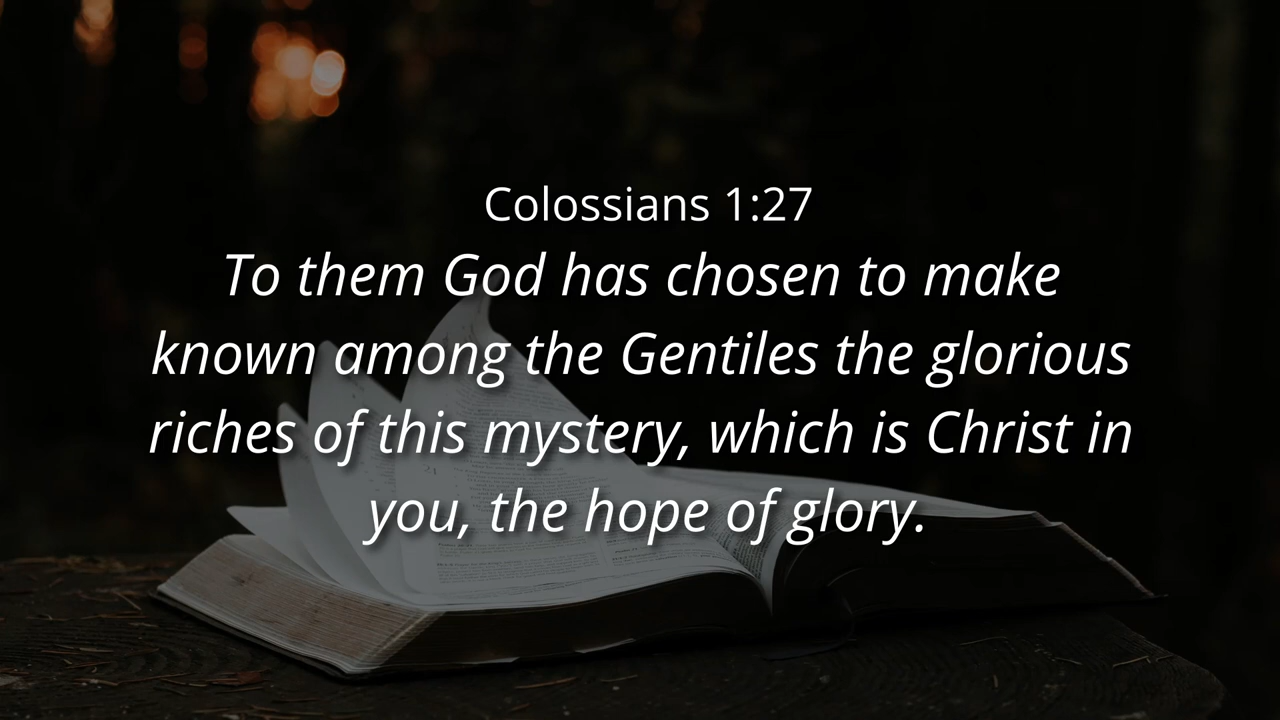 Colossians 1:27
To them God has chosen to make
known among the Gentiles the glorious
riches of this mystery, which is Christ in
you, the hope of glory.